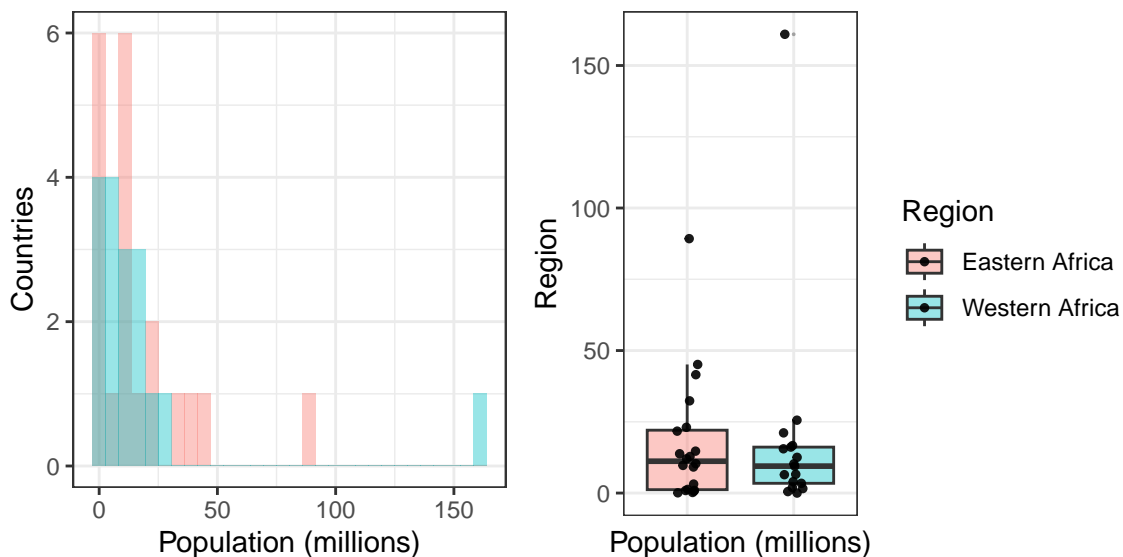 6
4
2
0
Countries
0 50 100 150
Population (millions)
150
100
50
0
Region
Population (millions)
Region
Eastern Africa
Western Africa